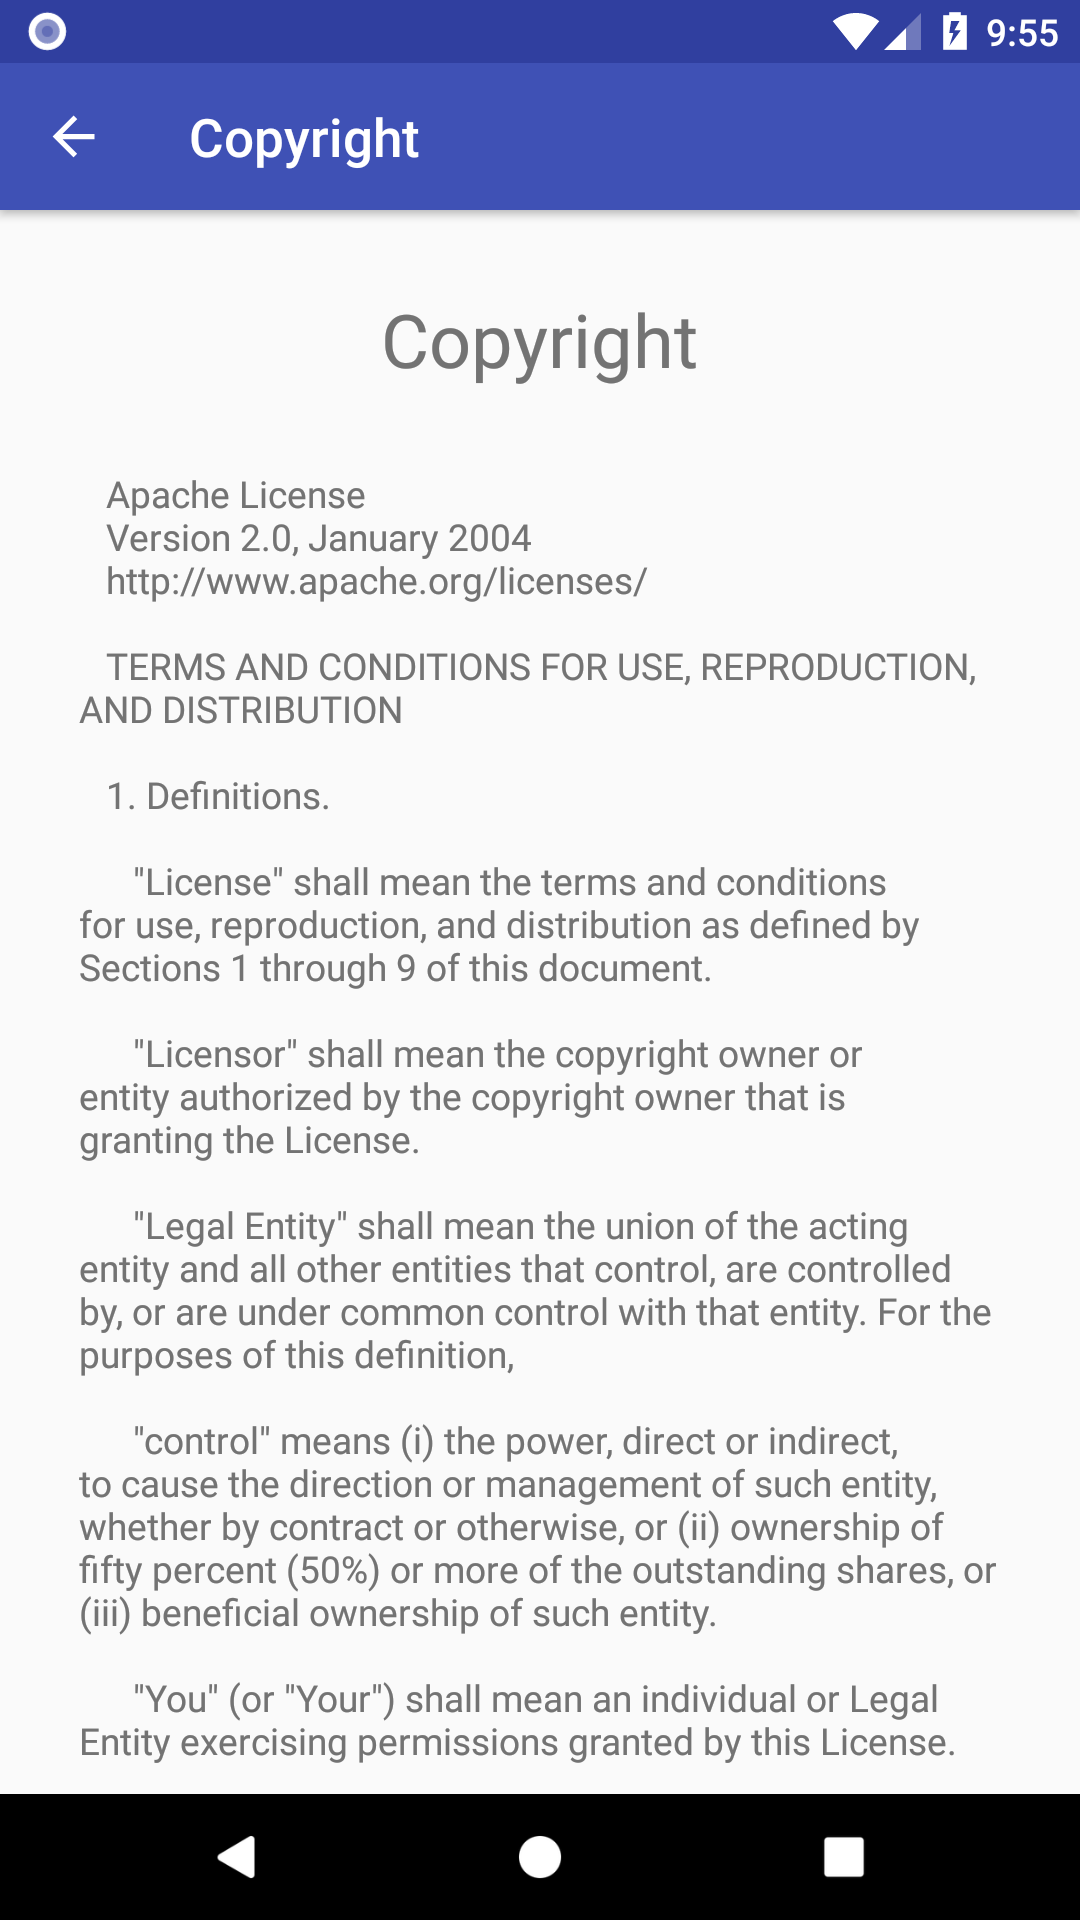 9:55
Copyright
Copyright
Apache License
Version 2.0, January 2004
http://www.apache.org/licenses/
TERMS AND CONDITIONS FOR USE, REPRODUCTION,
AND DISTRIBUTION
1. Definitions.
"License" shall mean the terms and conditions
for use, reproduction, and distribution as defined by
Sections 1 through 9 of this document.
"Licensor" shall mean the copyright owner or
entity authorized by the copyright owner that is
granting the License.
"Legal Entity" shall mean the union of the acting
entity and all other entities that control, are controlled
by, or are under common control with that entity. For the
purposes of this definition,
"control" means (i) the power, direct or indirect,
to cause the direction or management of such entity,
whether by contract or otherwise, or (ii) ownership of
fifty percent (50%) or more of the outstanding shares, or
(iii) beneficial ownership of such entity.
"You" (or "Your") shall mean an individual or Legal
Entity exercising permissions granted by this License.